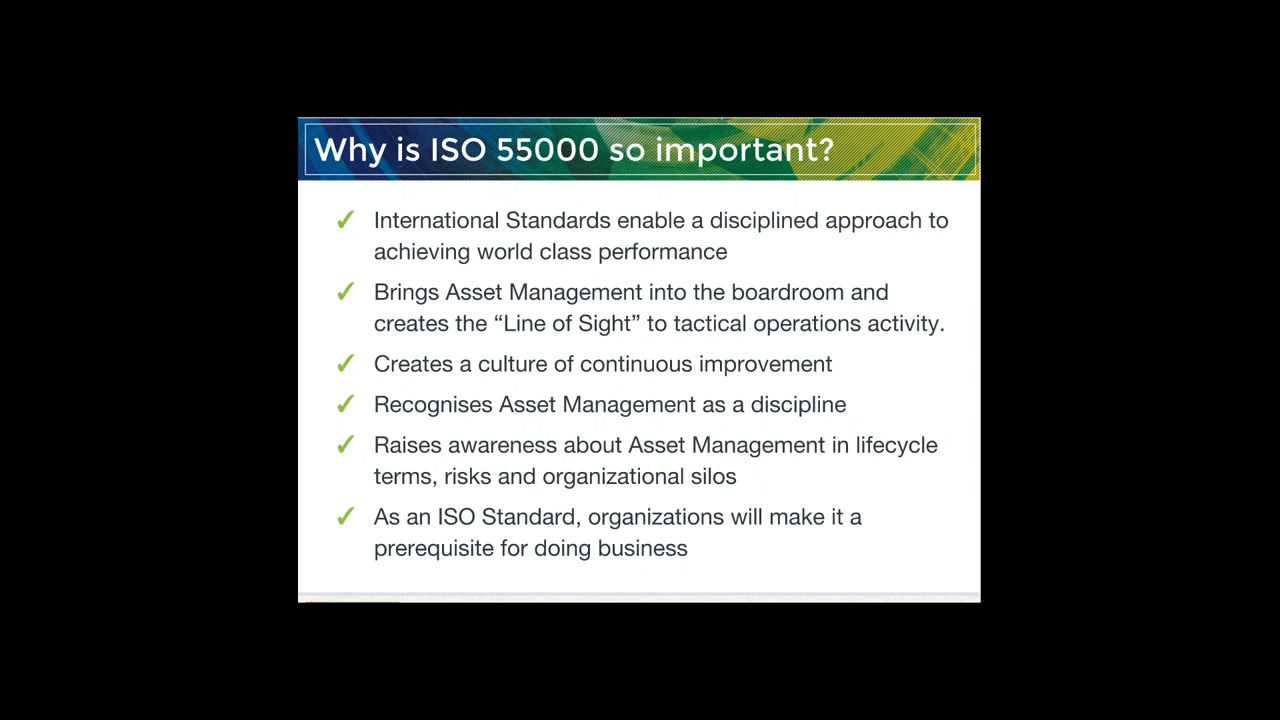 Why is ISO 55000 so important?
✓ International Standards enable a disciplined approach to
achieving world class performance
✓ Brings Asset Management into the boardroom and
creates the “Line of Sight” to tactical operations activity.
✓ Creates a culture of continuous improvement
✓ Recognises Asset Management as a discipline
✓ Raises awareness about Asset Management in lifecycle
terms, risks and organizational silos
✓ As an ISO Standard, organizations will make it a
prerequisite for doing business